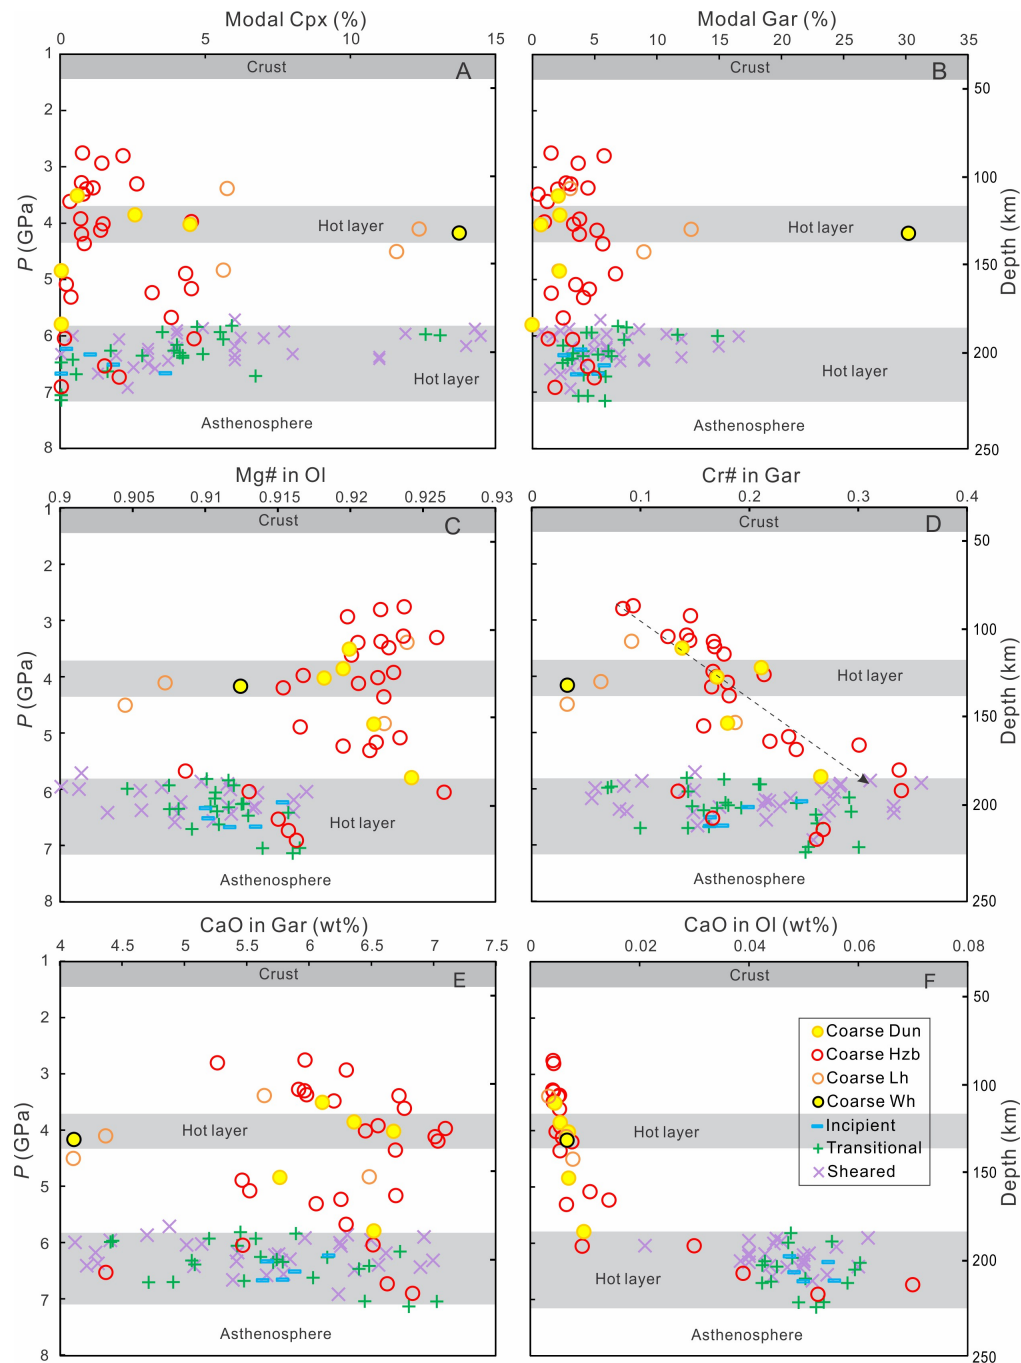 Modal Cpx (%)
0 5 10 15
1
2
3
4
5
6
7
8
P (GPa)
Crust
A
Hot layer
Hot layer
Asthenosphere
Modal Gar (%)
0 5 10 15 20 25 30 35
Crust
B
Hot layer
Hot layer
Asthenosphere
50
100
150
200
250
Depth (km)
Mg# in Ol
0.9 0.905 0.91 0.915 0.92 0.925 0.93
1
2
3
4
5
6
7
8
P (GPa)
Crust
C
Hot layer
Asthenosphere
Cr# in Gar
0 0.1 0.2 0.3 0.4
Crust
D
Hot layer
Asthenosphere
50
100
150
200
250
Depth (km)
CaO in Gar (wt%)
4 4.5 5 5.5 6 6.5 7 7.5
1
2
3
4
5
6
7
8
P (GPa)
Crust
E
Hot layer
Asthenosphere
CaO in Ol (wt%)
0 0.02 0.04 0.06 0.08
Crust
F
Coarse Dun
Coarse Hzb
Coarse Lh
Coarse Wh
Incipient
Transitional
Sheared
Hot layer
Hot layer
Asthenosphere
50
100
150
200
250
Depth (km)